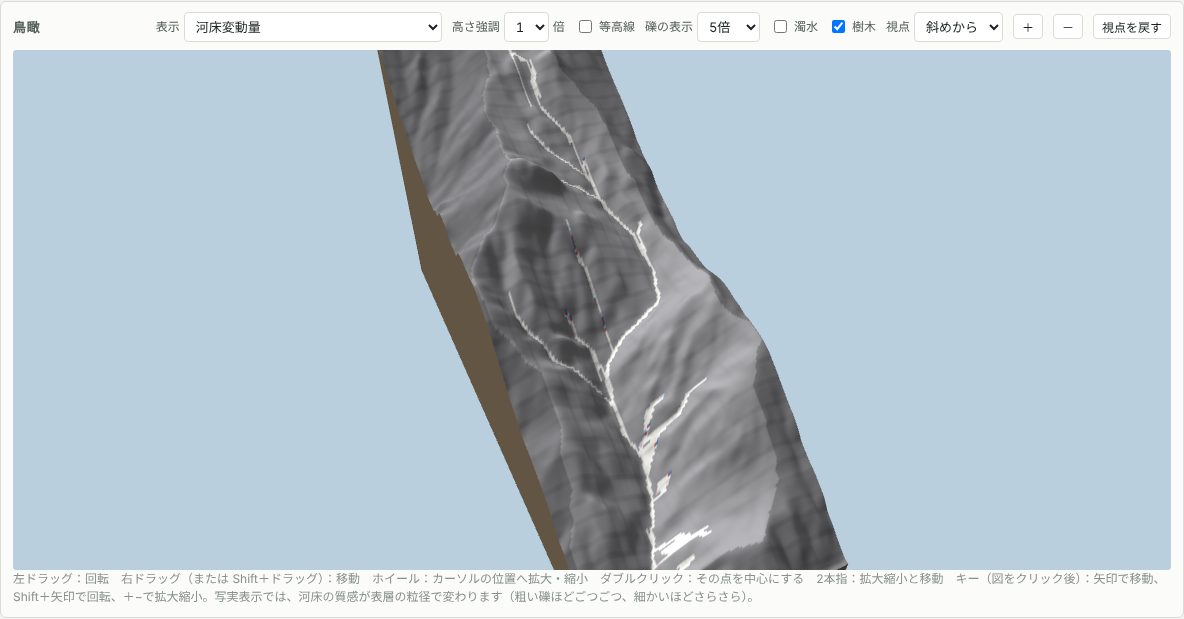 鳥瞰 表示 河床変動量 高さ強調 1 倍 等高線 礫の表示 5倍 濁水 樹木 視点 斜めから ＋ − 視点を戻す
左ドラッグ：回転　右ドラッグ（または Shift＋ドラッグ）：移動　ホイール：カーソルの位置へ拡大・縮小　ダブルクリック：その点を中心にする　2本指：拡大縮小と移動　キー（図をクリック後）：矢印で移動、
Shift＋矢印で回転、＋−で拡大縮小。写実表示では、河床の質感が表層の粒径で変わります（粗い礫ほどごつごつ、細かいほどさらさら）。